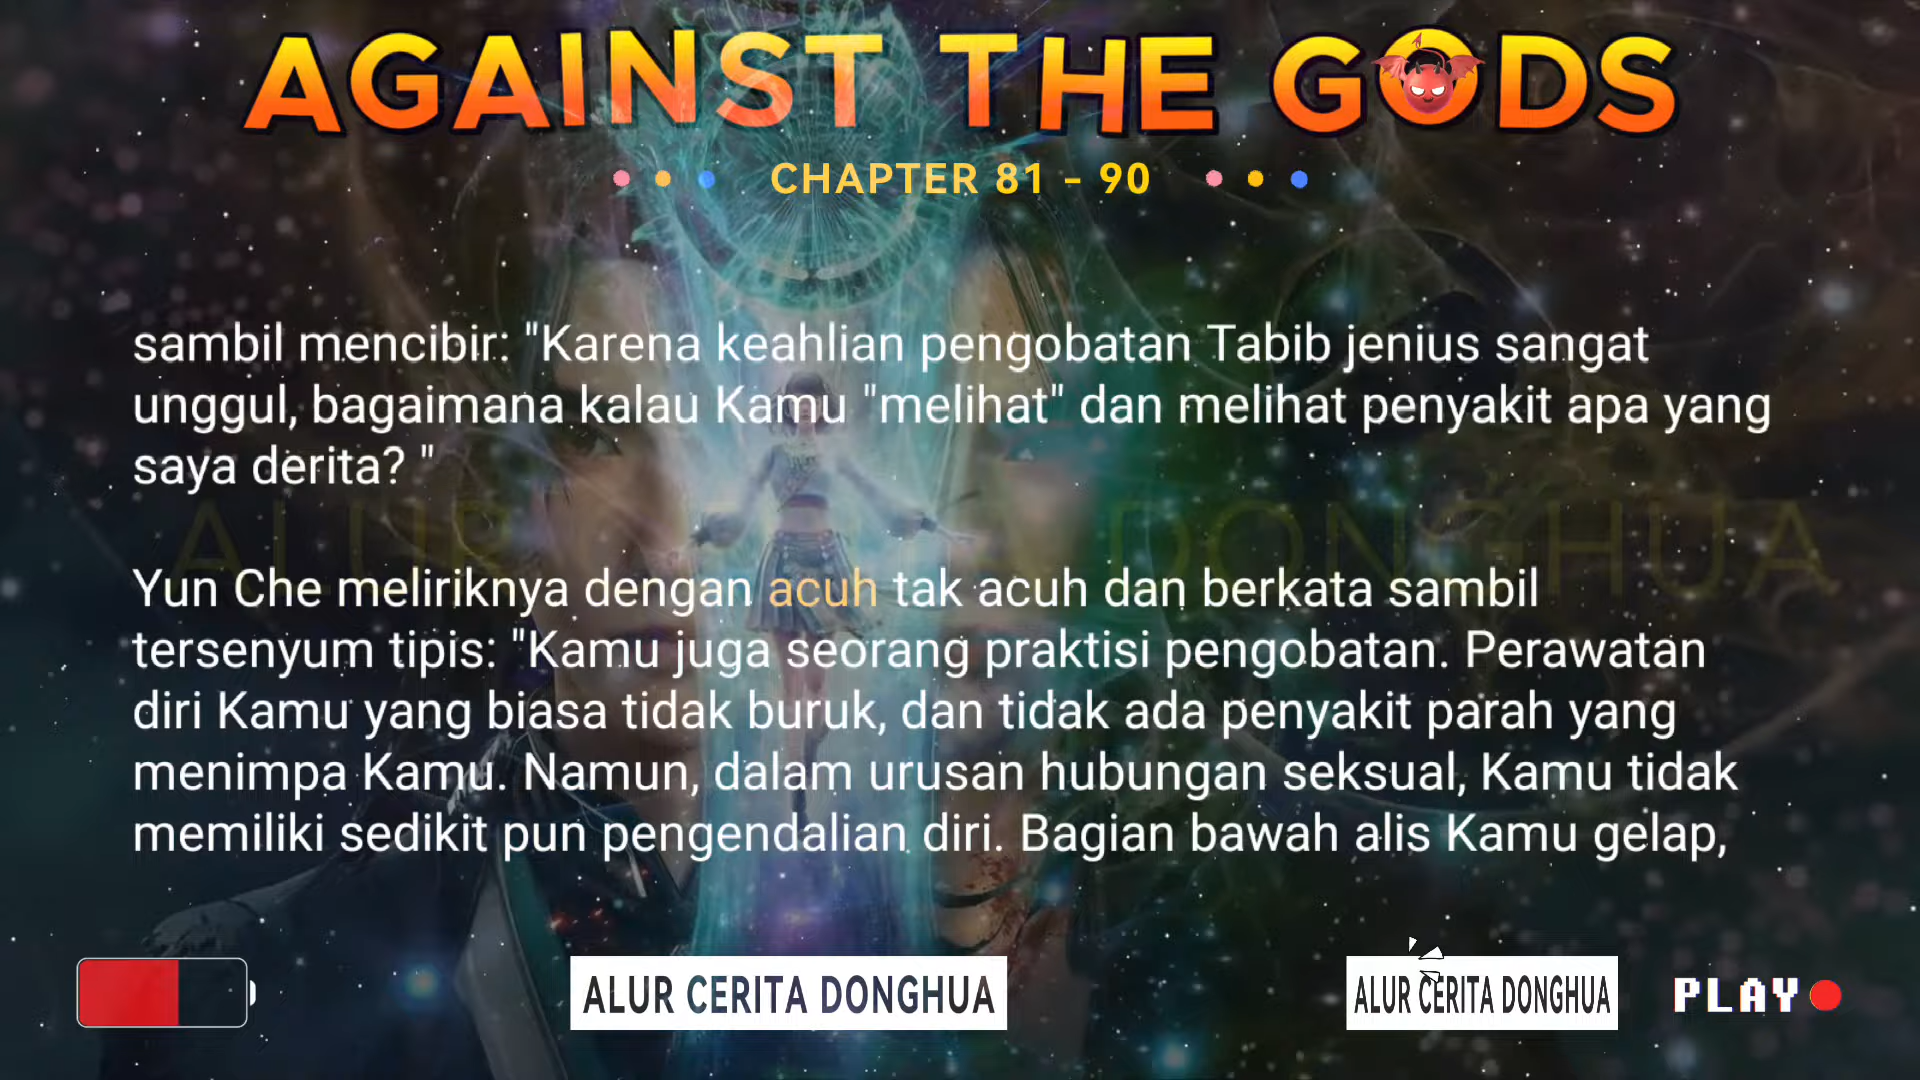 AGAINST THE GODS
CHAPTER 81 - 90
sambil mencibir: "Karena keahlian pengobatan Tabib jenius sangat
unggul, bagaimana kalau Kamu "melihat" dan melihat penyakit apa yang
saya derita? "
ALUR CERITA DONGHUA
Yun Che meliriknya dengan acuh tak acuh dan berkata sambil
tersenyum tipis: "Kamu juga seorang praktisi pengobatan. Perawatan
diri Kamu yang biasa tidak buruk, dan tidak ada penyakit parah yang
menimpa Kamu. Namun, dalam urusan hubungan seksual, Kamu tidak
memiliki sedikit pun pengendalian diri. Bagian bawah alis Kamu gelap,
ALUR CERITA DONGHUA
ALUR CERITA DONGHUA
PLAY